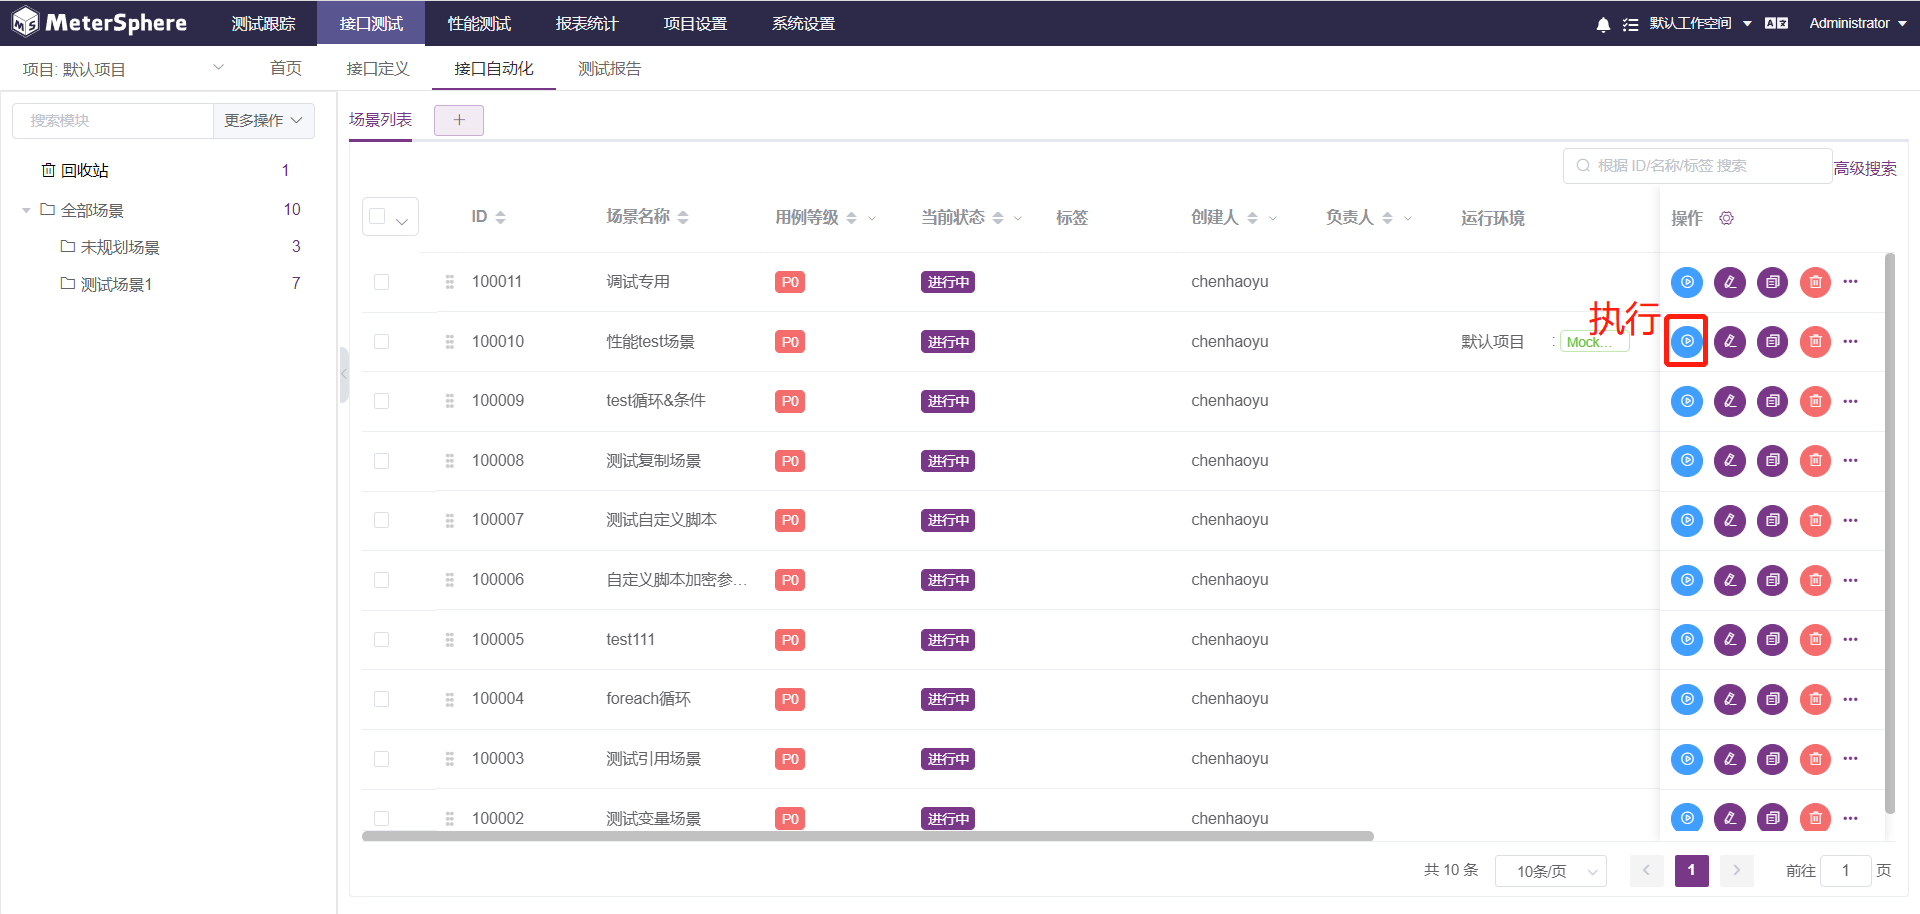 MeterSphere 测试跟踪 接口测试 性能测试 报表统计 项目设置 系统设置 默认工作空间 Administrator
项目: 默认项目 首页 接口定义 接口自动化 测试报告
搜索模块 更多操作
回收站 1
全部场景 10
未规划场景 3
测试场景1 7
场景列表 +
根据 ID/名称/标签 搜索 高级搜索
ID 场景名称 用例等级 当前状态 标签 创建人 负责人 运行环境 操作
100011 调试专用 P0 进行中 chenhaoyu
执行
100010 性能test场景 P0 进行中 chenhaoyu 默认项目 : Mock...
100009 test循环&条件 P0 进行中 chenhaoyu
100008 测试复制场景 P0 进行中 chenhaoyu
100007 测试自定义脚本 P0 进行中 chenhaoyu
100006 自定义脚本加密参... P0 进行中 chenhaoyu
100005 test111 P0 进行中 chenhaoyu
100004 foreach循环 P0 进行中 chenhaoyu
100003 测试引用场景 P0 进行中 chenhaoyu
100002 测试变量场景 P0 进行中 chenhaoyu
共 10 条 10条/页 1 前往 1 页